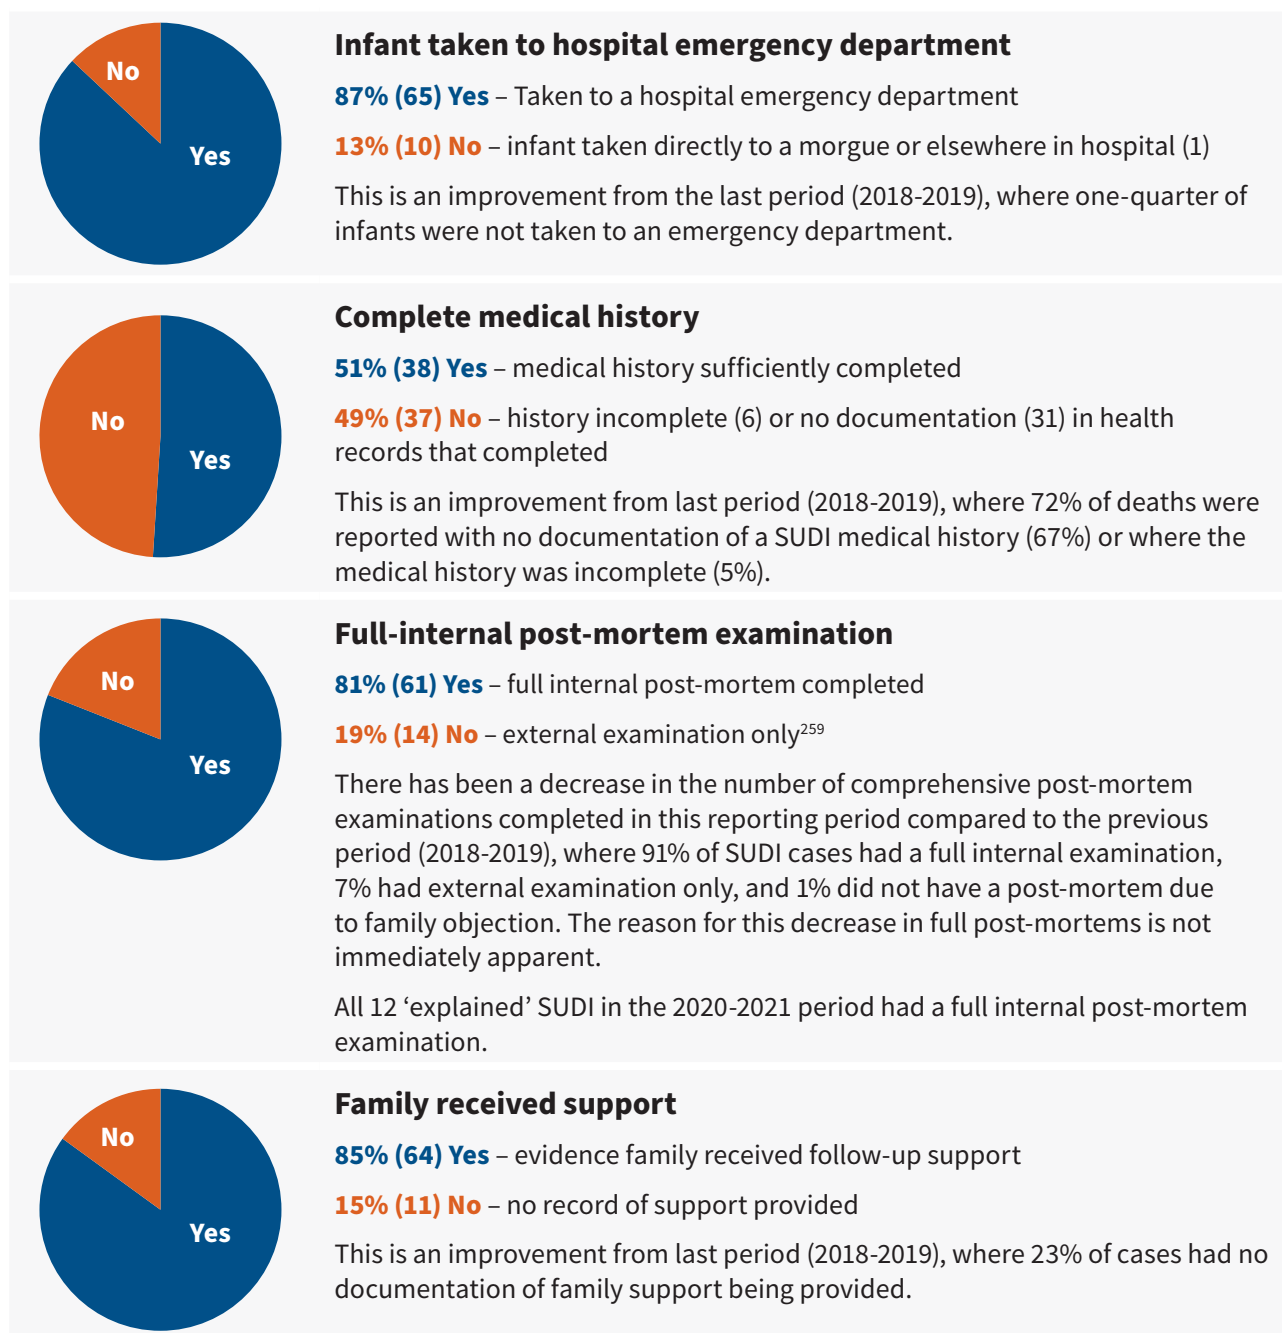 No
Yes
Infant taken to hospital emergency department
87% (65) Yes – Taken to a hospital emergency department
13% (10) No – infant taken directly to a morgue or elsewhere in hospital (1)
This is an improvement from the last period (2018-2019), where one-quarter of
infants were not taken to an emergency department.
No
Yes
Complete medical history
51% (38) Yes – medical history sufficiently completed
49% (37) No – history incomplete (6) or no documentation (31) in health
records that completed
This is an improvement from last period (2018-2019), where 72% of deaths were
reported with no documentation of a SUDI medical history (67%) or where the
medical history was incomplete (5%).
No
Yes
Full-internal post-mortem examination
81% (61) Yes – full internal post-mortem completed
19% (14) No – external examination only259
There has been a decrease in the number of comprehensive post-mortem
examinations completed in this reporting period compared to the previous
period (2018-2019), where 91% of SUDI cases had a full internal examination,
7% had external examination only, and 1% did not have a post-mortem due
to family objection. The reason for this decrease in full post-mortems is not
immediately apparent.
All 12 ‘explained’ SUDI in the 2020-2021 period had a full internal post-mortem
examination.
No
Yes
Family received support
85% (64) Yes – evidence family received follow-up support
15% (11) No – no record of support provided
This is an improvement from last period (2018-2019), where 23% of cases had no
documentation of family support being provided.